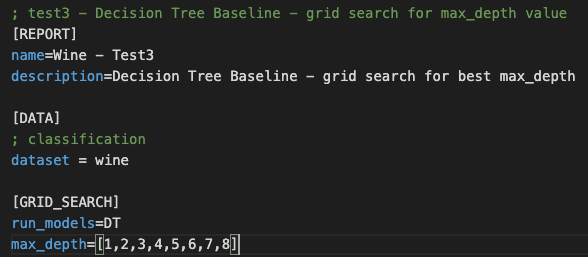 ; test3 – Decision Tree Baseline – grid search for max_depth value
[REPORT]
name=Wine – Test3
description=Decision Tree Baseline – grid search for best max_depth
[DATA]
; classification
dataset = wine
[GRID_SEARCH]
run_models=DT
max_depth=[1,2,3,4,5,6,7,8]